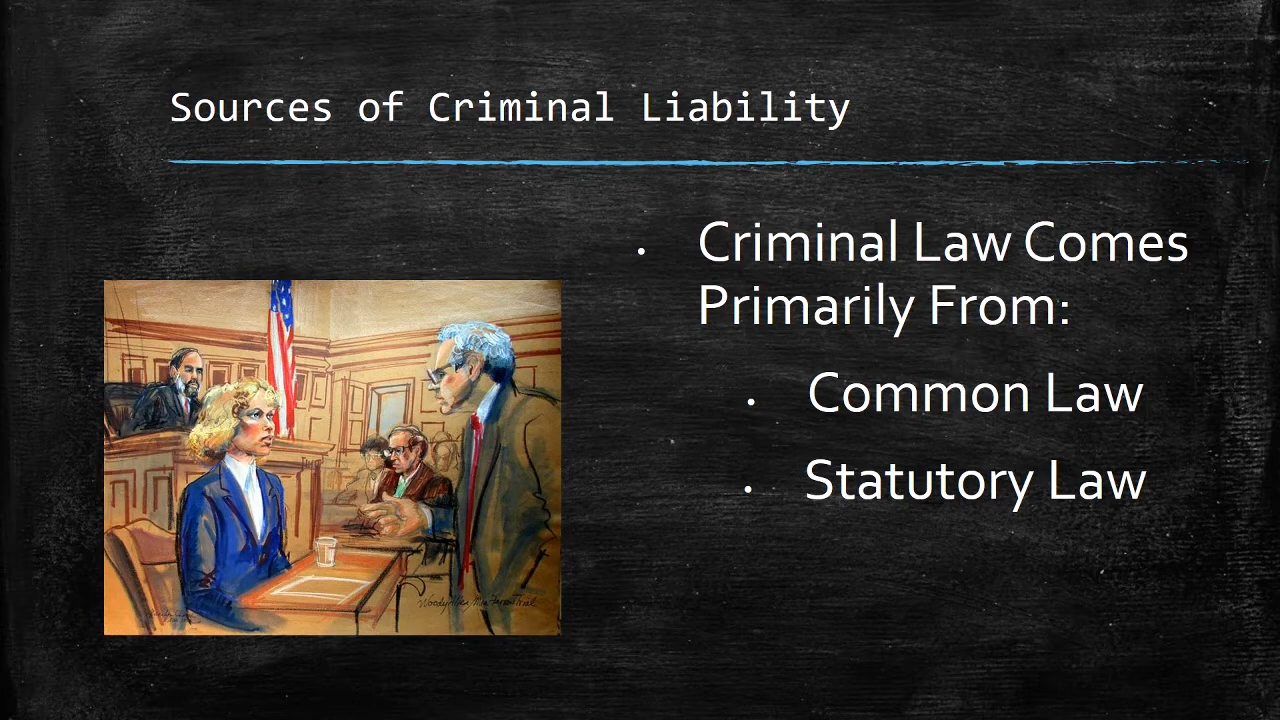 Sources of Criminal Liability
• Criminal Law Comes
Primarily From:
• Common Law
• Statutory Law